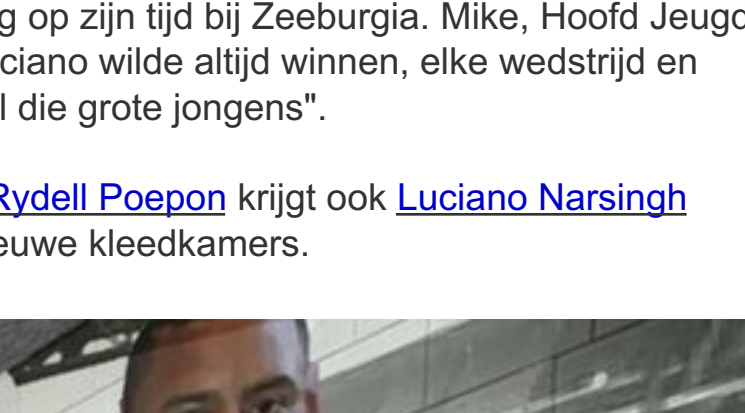 g op zijn tijd bij Zeeburgia. Mike, Hoofd Jeugd
ciano wilde altijd winnen, elke wedstrijd en
l die grote jongens".
Rydell Poepon krijgt ook Luciano Narsingh
euwe kleedkamers.